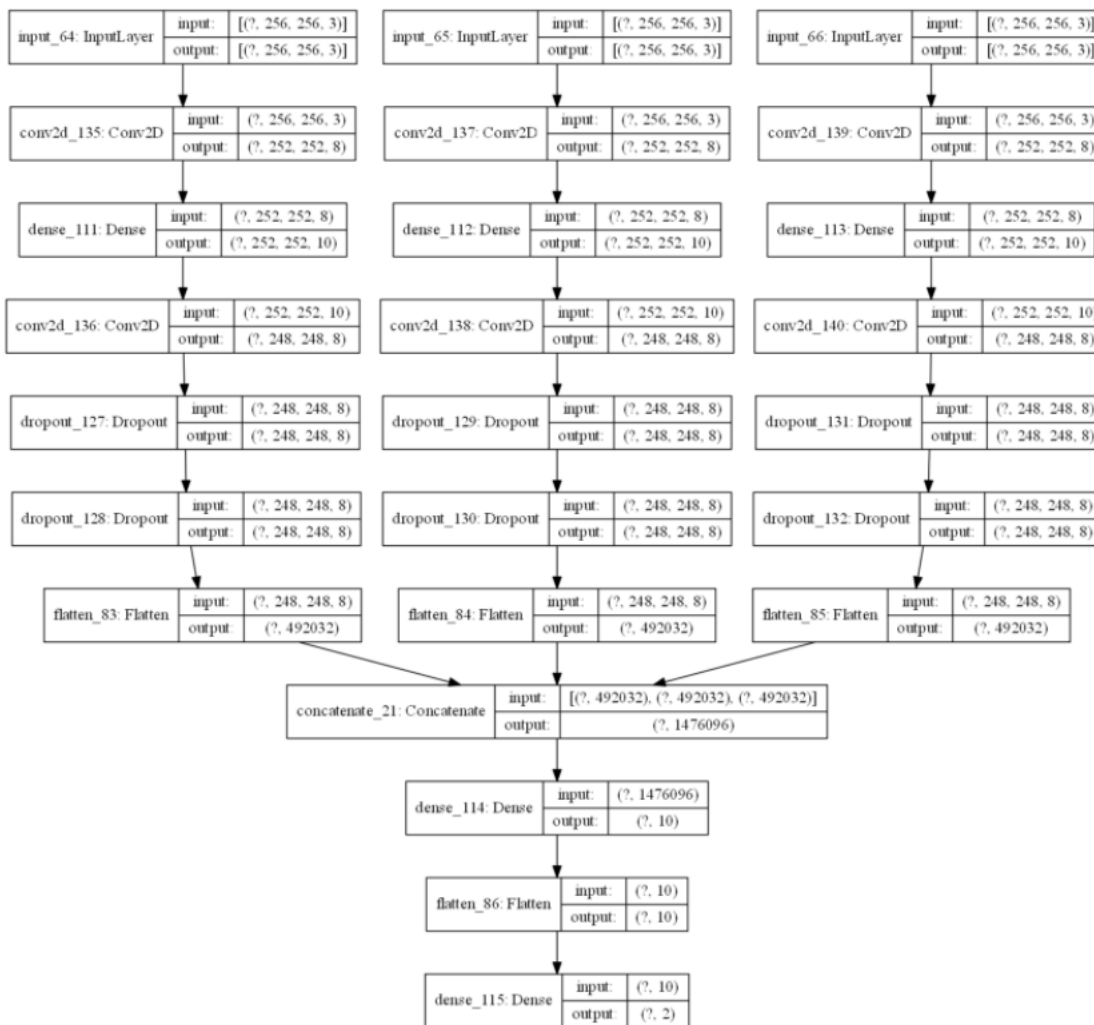 input_64: InputLayer input: [(?, 256, 256, 3)] output: [(?, 256, 256, 3)]
input_65: InputLayer input: [(?, 256, 256, 3)] output: [(?, 256, 256, 3)]
input_66: InputLayer input: [(?, 256, 256, 3)] output: [(?, 256, 256, 3)]
conv2d_135: Conv2D input: (?, 256, 256, 3) output: (?, 252, 252, 8)
conv2d_137: Conv2D input: (?, 256, 256, 3) output: (?, 252, 252, 8)
conv2d_139: Conv2D input: (?, 256, 256, 3) output: (?, 252, 252, 8)
dense_111: Dense input: (?, 252, 252, 8) output: (?, 252, 252, 10)
dense_112: Dense input: (?, 252, 252, 8) output: (?, 252, 252, 10)
dense_113: Dense input: (?, 252, 252, 8) output: (?, 252, 252, 10)
conv2d_136: Conv2D input: (?, 252, 252, 10) output: (?, 248, 248, 8)
conv2d_138: Conv2D input: (?, 252, 252, 10) output: (?, 248, 248, 8)
conv2d_140: Conv2D input: (?, 252, 252, 10) output: (?, 248, 248, 8)
dropout_127: Dropout input: (?, 248, 248, 8) output: (?, 248, 248, 8)
dropout_129: Dropout input: (?, 248, 248, 8) output: (?, 248, 248, 8)
dropout_131: Dropout input: (?, 248, 248, 8) output: (?, 248, 248, 8)
dropout_128: Dropout input: (?, 248, 248, 8) output: (?, 248, 248, 8)
dropout_130: Dropout input: (?, 248, 248, 8) output: (?, 248, 248, 8)
dropout_132: Dropout input: (?, 248, 248, 8) output: (?, 248, 248, 8)
flatten_83: Flatten input: (?, 248, 248, 8) output: (?, 492032)
flatten_84: Flatten input: (?, 248, 248, 8) output: (?, 492032)
flatten_85: Flatten input: (?, 248, 248, 8) output: (?, 492032)
concatenate_21: Concatenate input: [(?, 492032), (?, 492032), (?, 492032)] output: (?, 1476096)
dense_114: Dense input: (?, 1476096) output: (?, 10)
flatten_86: Flatten input: (?, 10) output: (?, 10)
dense_115: Dense input: (?, 10) output: (?, 2)